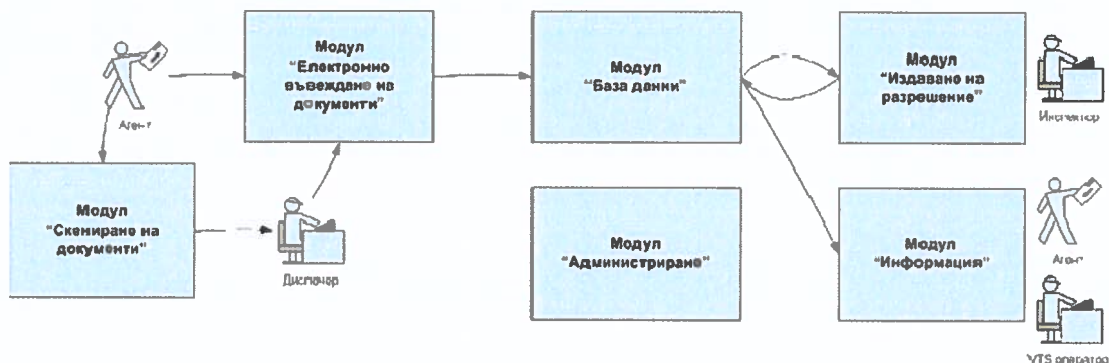 Модул
“Електронно
въвеждане на
документи”
Модул
“База данни”
Модул
“Издаване на
разрешение”
Агент
Инспектор
Модул
“Сканиране на
документи”
Диспечер
Модул
“Администриране”
Модул
“Информация”
Агент
VTS оператор